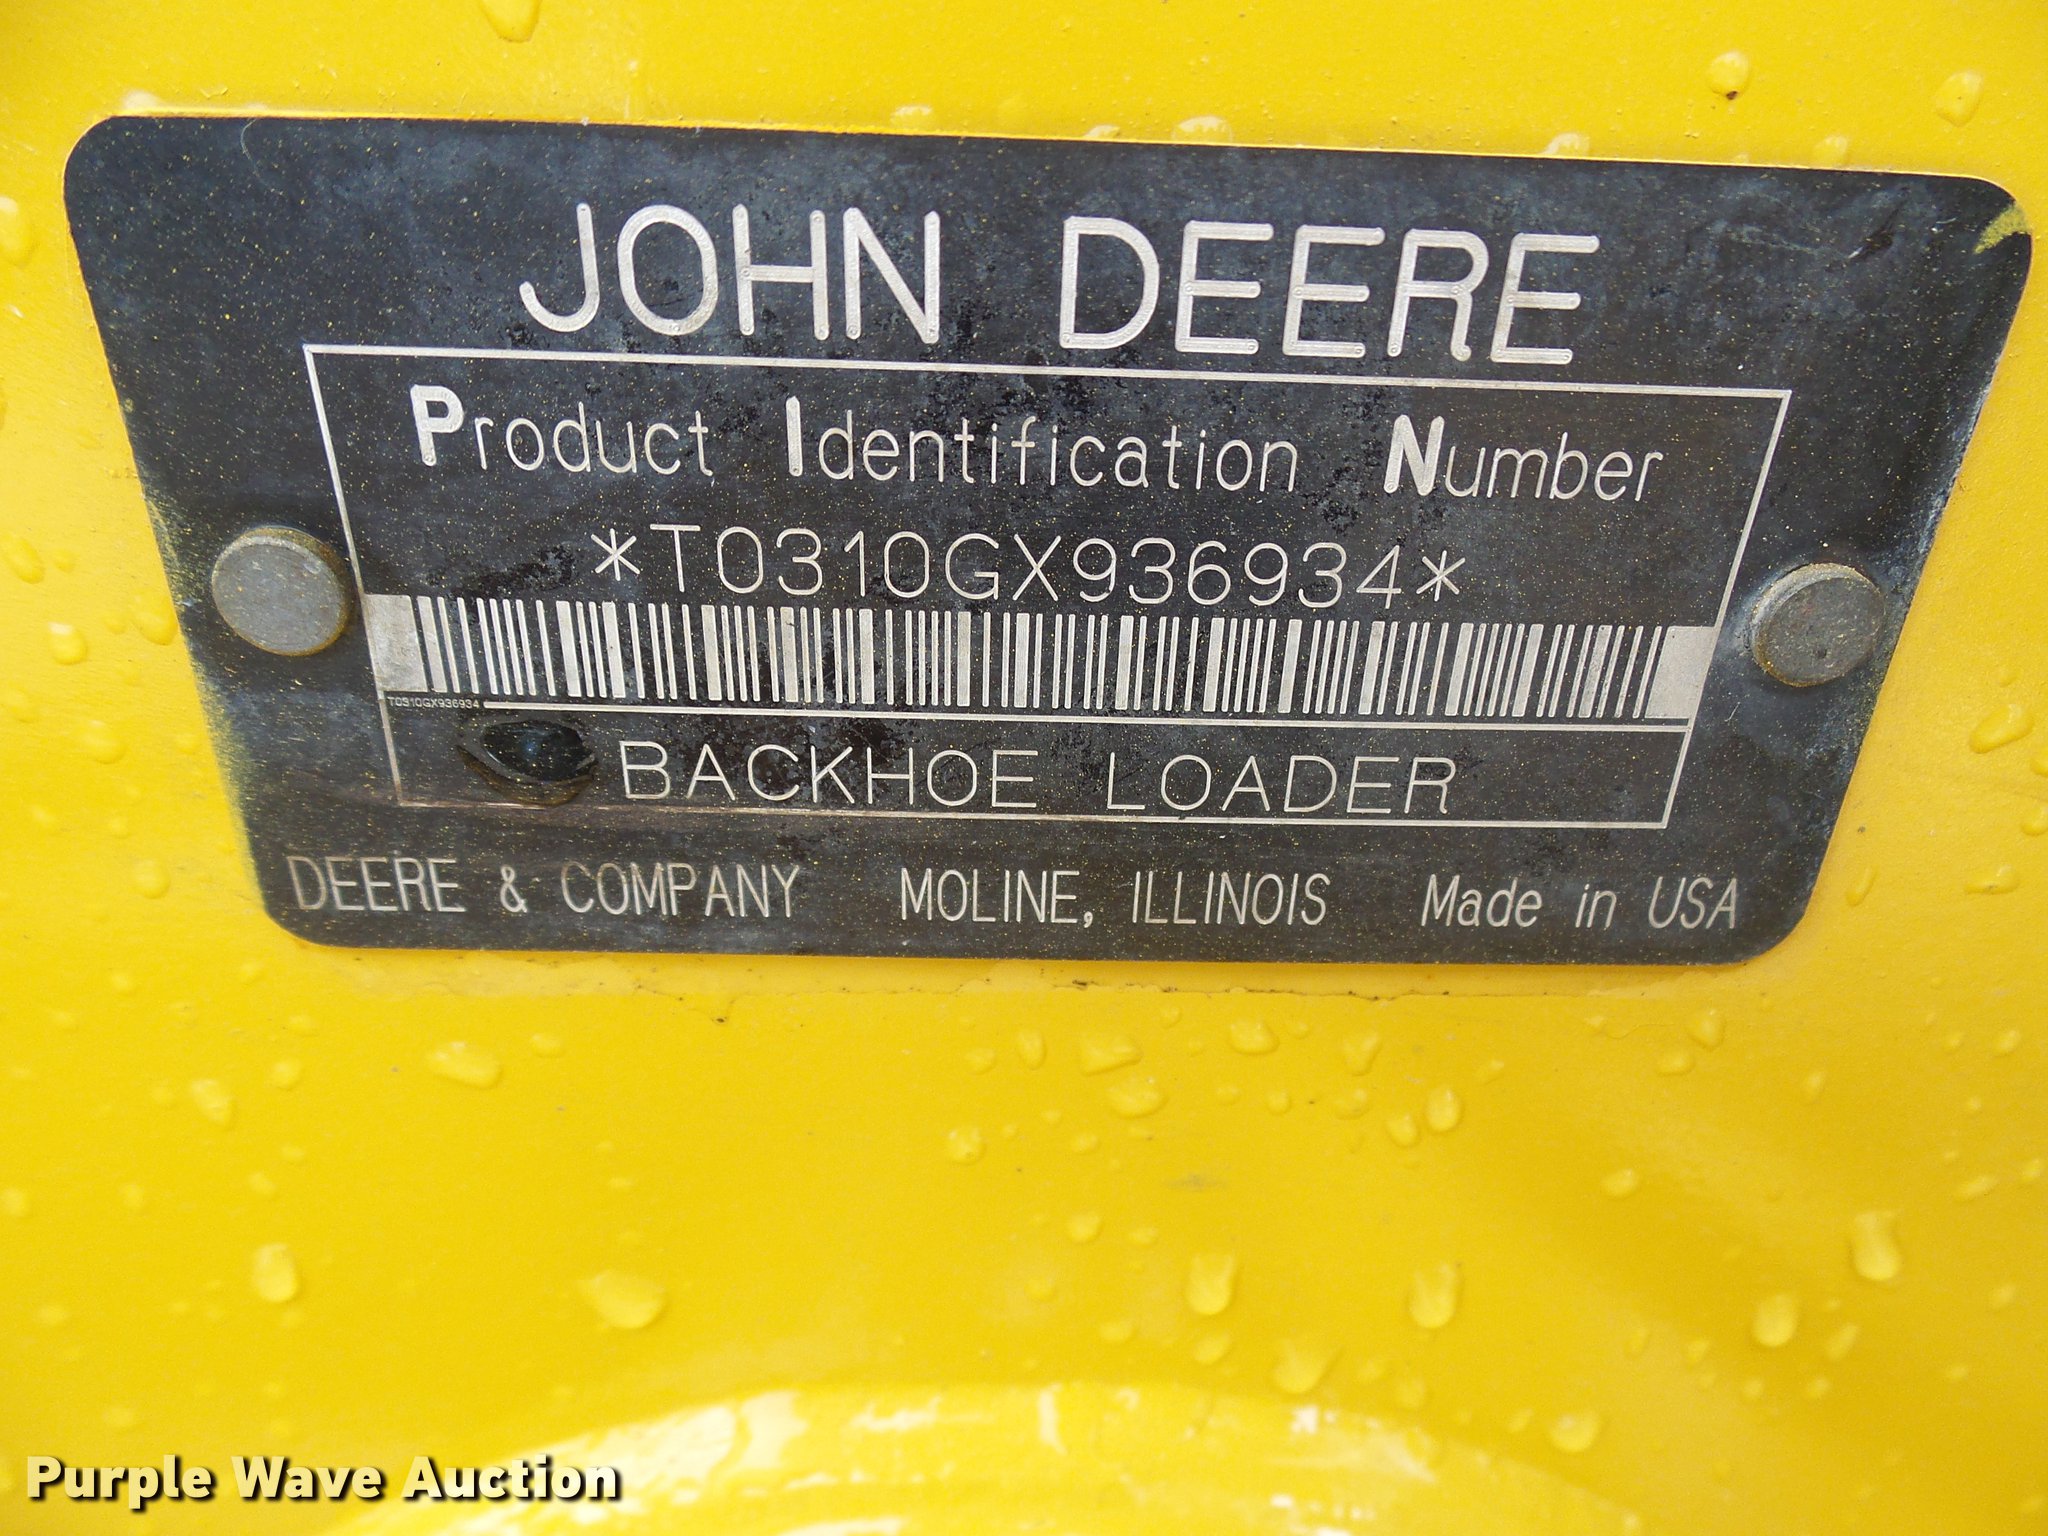 JOHN DEERE
Product Identification Number
*T0310GX936934*
T0310GX936934
BACKHOE LOADER
DEERE & COMPANY MOLINE, ILLINOIS Made in USA
Purple Wave Auction